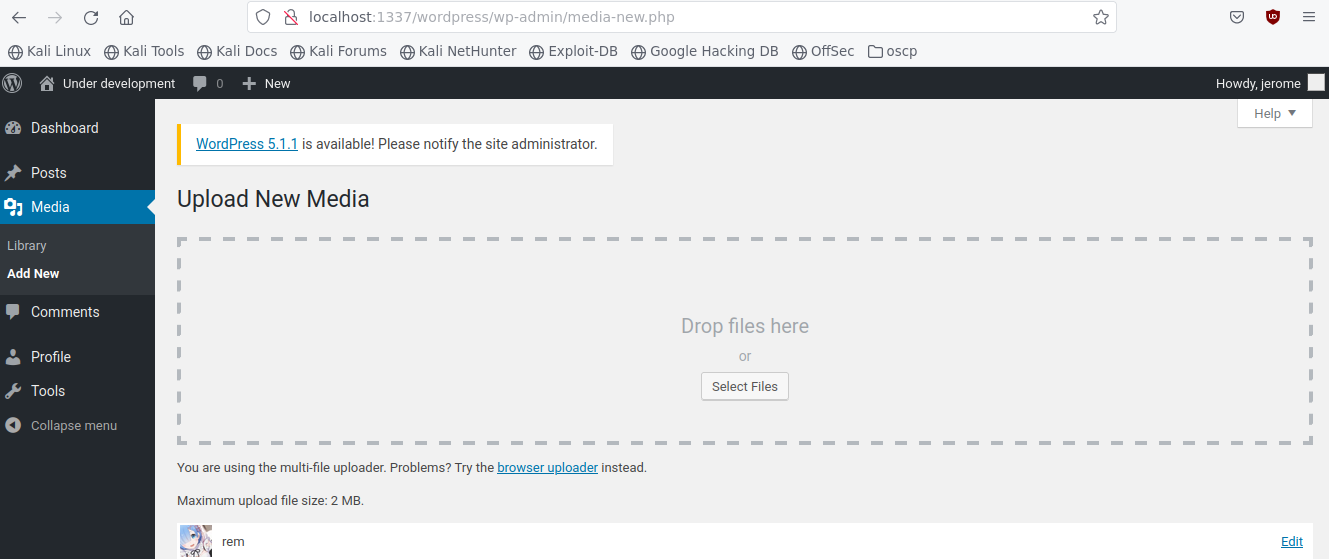 localhost:1337/wordpress/wp-admin/media-new.php
Kali Linux Kali Tools Kali Docs Kali Forums Kali NetHunter Exploit-DB Google Hacking DB OffSec oscp
Under development 0 New Howdy, jerome
Help
Dashboard
Posts
Media
Library
Add New
Comments
Profile
Tools
Collapse menu
WordPress 5.1.1 is available! Please notify the site administrator.
Upload New Media
Drop files here
or
Select Files
You are using the multi-file uploader. Problems? Try the browser uploader instead.
Maximum upload file size: 2 MB.
rem Edit